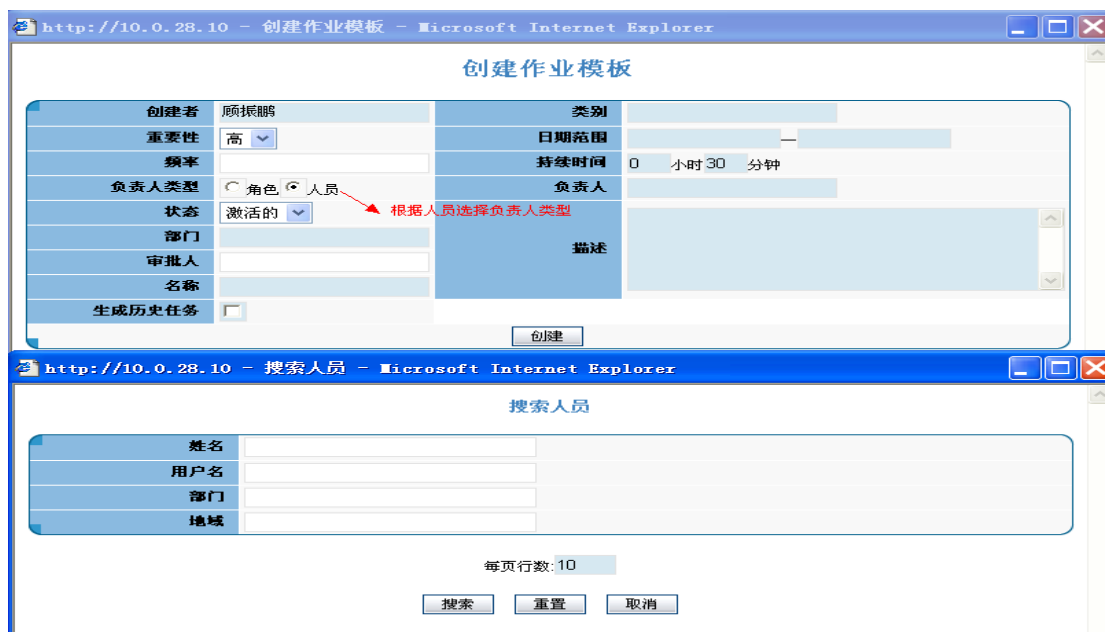 http://10.0.28.10 - 创建作业模板 - Microsoft Internet Explorer
创建作业模板
创建者 顾振鹏 类别
重要性 高 日期范围 —
频率 持续时间 0 小时 30 分钟
负责人类型 角色 人员 负责人
状态 激活的 根据人员选择负责人类型
部门 描述
审批人
名称
生成历史任务
创建
http://10.0.28.10 - 搜索人员 - Microsoft Internet Explorer
搜索人员
姓名
用户名
部门
地域
每页行数:10
搜索 重置 取消